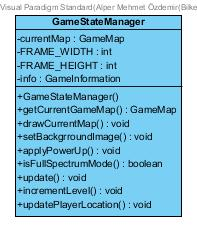 Visual Paradigm Standard(Alper Mehmet Özdemir(Bilke
GameStateManager
-currentMap : GameMap
-FRAME_WIDTH : int
-FRAME_HEIGHT : int
-info : GameInformation
+GameStateManager()
+getCurrentGameMap() : GameMap
+drawCurrentMap() : void
+setBackgrroundImage() : void
+applyPowerUp() : void
+isFullSpectrumMode() : boolean
+update() : void
+incrementLevel() : void
+updatePlayerLocation() : void